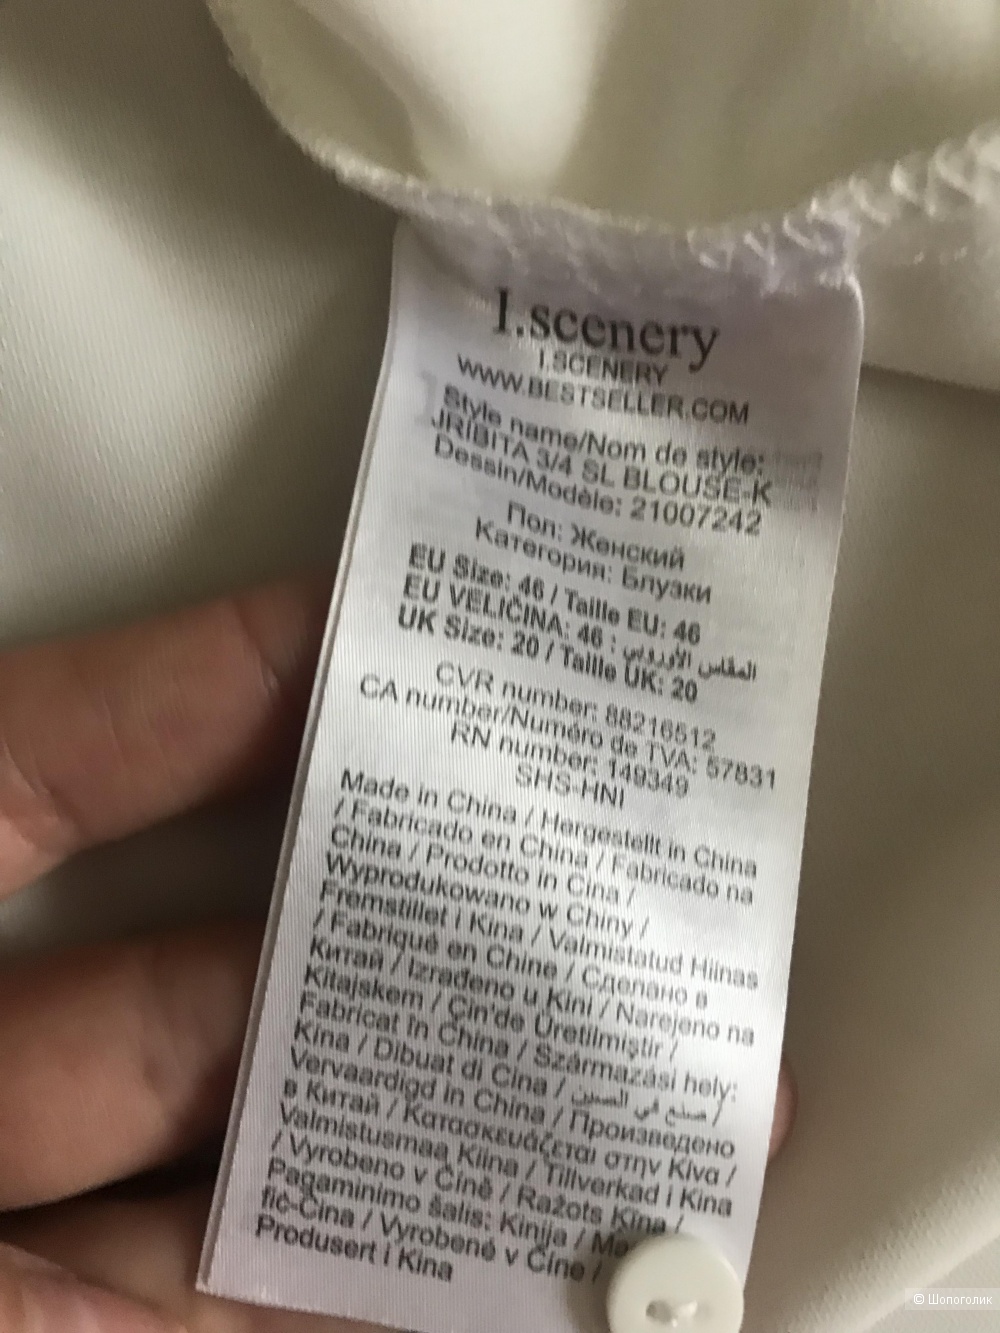 I.scenery
I.SCENERY
WWW.BESTSELLER.COM
Style name/Nom de style:
JRIBITA 3/4 SL BLOUSE-K
Dessin/Modèle: 21007242
Пол: Женский
Категория: Блузки
EU Size: 46 / Taille EU: 46
EU VELIČINA: 46 : المقاس الأوروبي
UK Size: 20 / Taille UK: 20
CVR number: 88216512
CA number/Numéro de TVA: 57831
RN number: 149349
SHS-HNI
Made in China / Hergestellt in China
/ Fabricado en China / Fabricado na
China / Prodotto in Cina /
Wyprodukowano w Chiny /
Fremstillet i Kina / Valmistatud Hiinas
/ Fabriqué en Chine / Сделано в
Китай / Izrađeno u Kini / Narejeno na
Kitajskem / Çin'de Üretilmiştir /
Fabricat în China / Származási hely:
Kína / Dibuat di Cina / صنع في الصين /
Vervaardigd in China / Произведено
в Китай / Κατασκευάζεται στην Κίνα /
Valmistusmaa Kiina / Tillverkad i Kina
/ Vyrobeno v Číně / Ražots Ķīna /
Pagaminimo šalis: Kinija /
fiċ-Ċina / Vyrobené v Číne /
Produsert i Kina
© Шопоголик